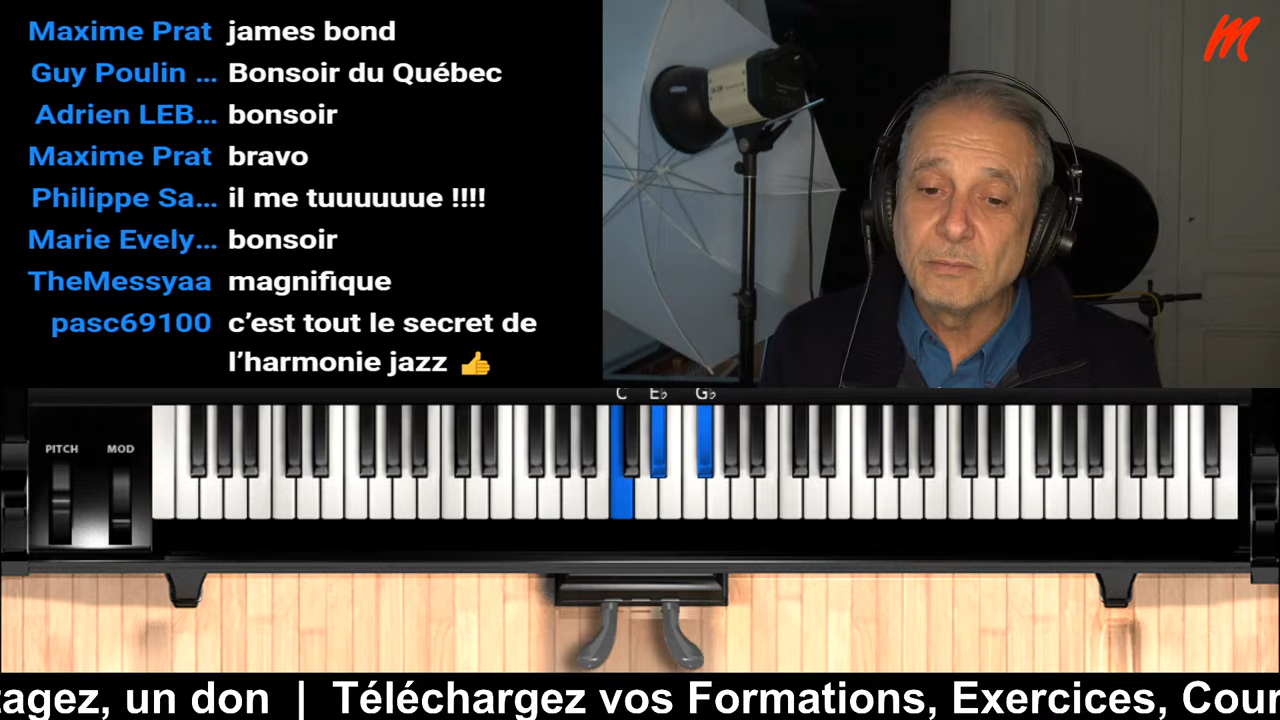 Maxime Prat james bond
Guy Poulin ... Bonsoir du Québec
Adrien LEB... bonsoir
Maxime Prat bravo
Philippe Sa... il me tuuuuuue !!!!
Marie Evely... bonsoir
TheMessyaa magnifique
pasc69100 c’est tout le secret de
l’harmonie jazz 👍
m
C E♭ G♭
PITCH MOD
tagez, un don | Téléchargez vos Formations, Exercices, Cour